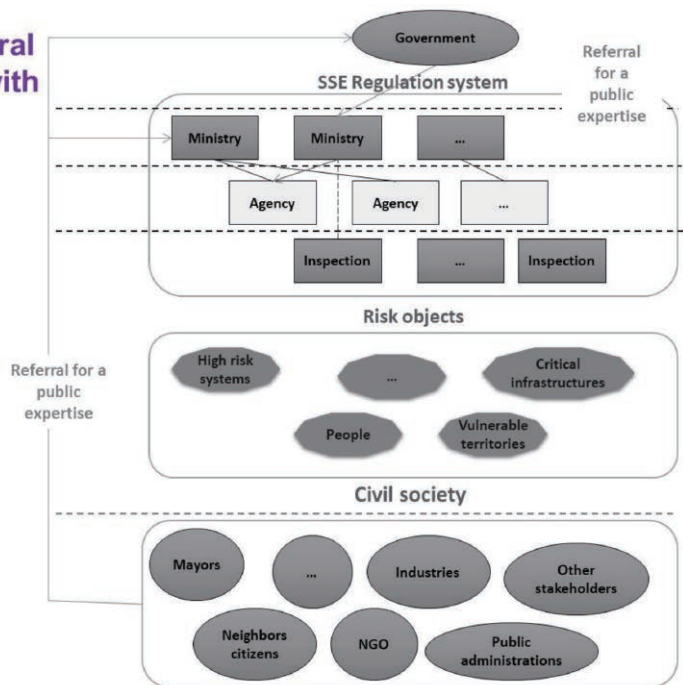 ral
with
Government
SSE Regulation system
Referral
for a
public
expertise
Ministry
Ministry
...
Agency
Agency
...
Inspection
...
Inspection
Risk objects
High risk
systems
...
Critical
infrastructures
People
Vulnerable
territories
Referral for a
public
expertise
Civil society
Mayors
...
Industries
Other
stakeholders
Neighbors
citizens
NGO
Public
administrations